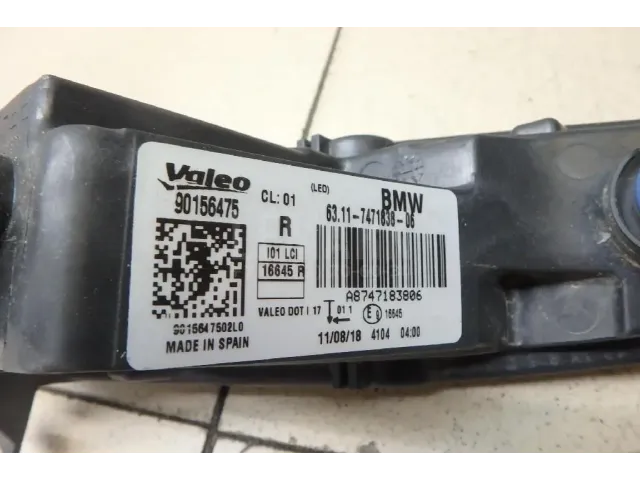 Valeo
90156475
CL: 01
(LED)
BMW
R
63.11-7471838-06
I01 LCI
16645 R
A8747183806
9015647502L0
VALEO DOT I 17
01 1
E
16645
MADE IN SPAIN
11/08/18 4104 04:00